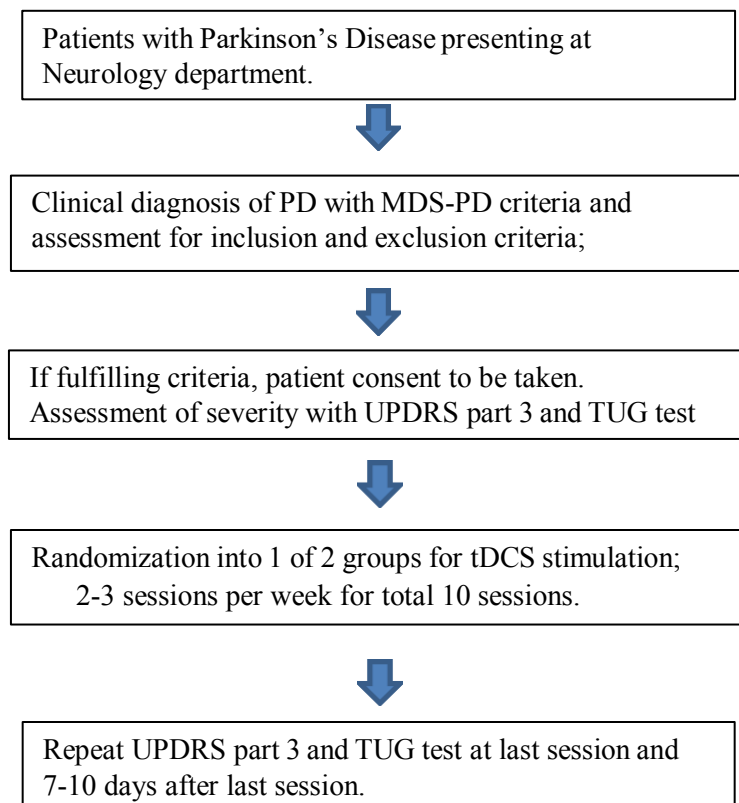 Patients with Parkinson’s Disease presenting at
Neurology department.
Clinical diagnosis of PD with MDS-PD criteria and
assessment for inclusion and exclusion criteria;
If fulfilling criteria, patient consent to be taken.
Assessment of severity with UPDRS part 3 and TUG test
Randomization into 1 of 2 groups for tDCS stimulation;
2-3 sessions per week for total 10 sessions.
Repeat UPDRS part 3 and TUG test at last session and
7-10 days after last session.